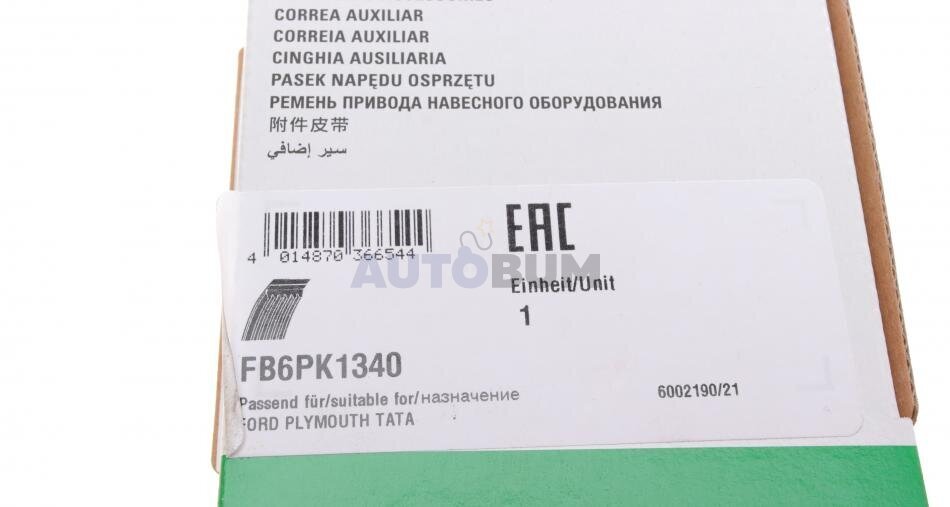 CORREA AUXILIAR
CORREIA AUXILIAR
CINGHIA AUSILIARIA
PASEK NAPĘDU OSPRZĘTU
РЕМЕНЬ ПРИВОДА НАВЕСНОГО ОБОРУДОВАНИЯ
附件皮带
سير إضافي
EAC
4 014870 366544
AUTOBUM
Einheit/Unit
1
FB6PK1340
Passend für/suitable for/назначение
6002190/21
FORD PLYMOUTH TATA